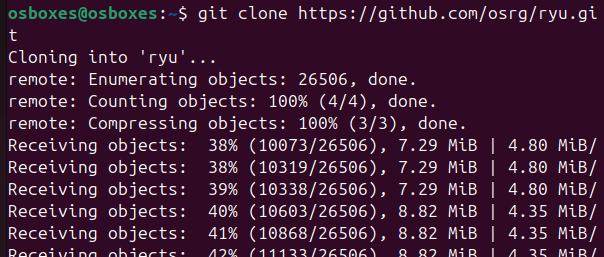 osboxes@osboxes:~$ git clone https://github.com/osrg/ryu.gi
t
Cloning into 'ryu'...
remote: Enumerating objects: 26506, done.
remote: Counting objects: 100% (4/4), done.
remote: Compressing objects: 100% (3/3), done.
Receiving objects:  38% (10073/26506), 7.29 MiB | 4.80 MiB/
Receiving objects:  38% (10319/26506), 7.29 MiB | 4.80 MiB/
Receiving objects:  39% (10338/26506), 7.29 MiB | 4.80 MiB/
Receiving objects:  40% (10603/26506), 8.82 MiB | 4.35 MiB/
Receiving objects:  41% (10868/26506), 8.82 MiB | 4.35 MiB/
Receiving objects:  42% (11133/26506), 8.82 MiB | 4.35 MiB/